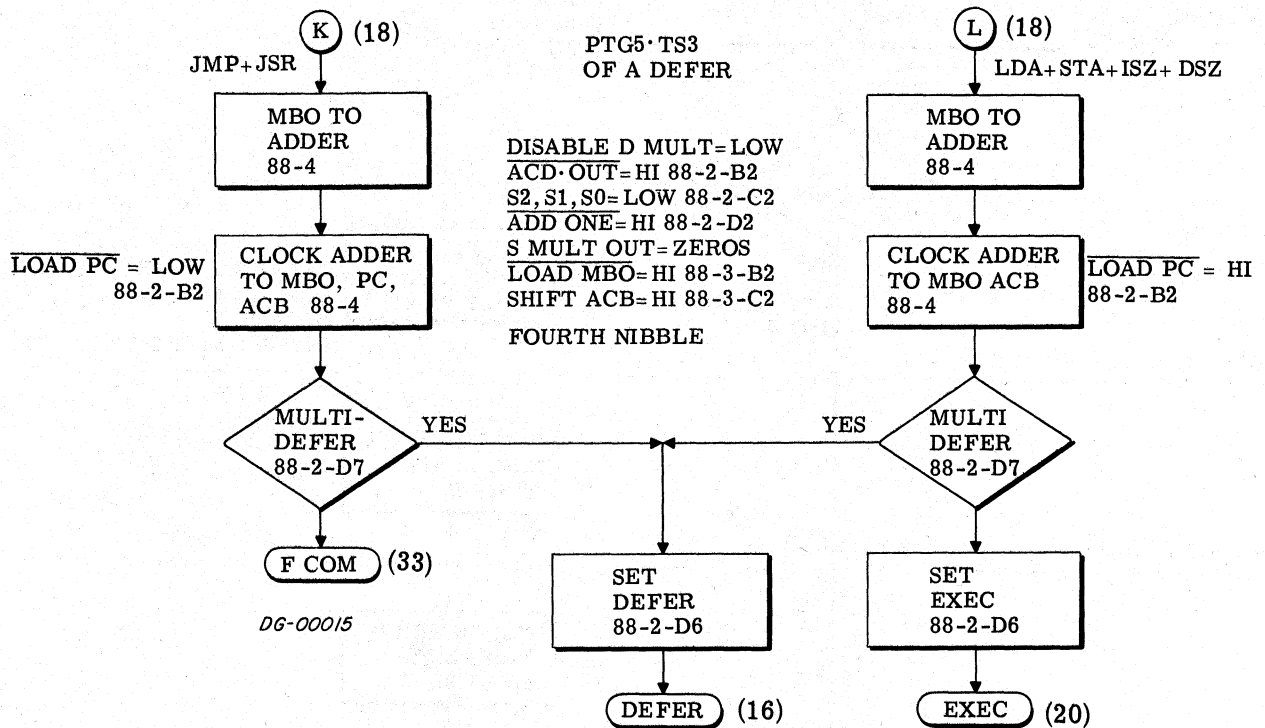 K (18)
JMP+JSR
MBO TO
ADDER
88-4
LOAD PC = LOW
88-2-B2
CLOCK ADDER
TO MBO, PC,
ACB 88-4
MULTI-
DEFER
88-2-D7
YES
F COM (33)
DG-00015
PTG5·TS3
OF A DEFER
DISABLE D MULT=LOW
ACD·OUT=HI 88-2-B2
S2, S1, S0=LOW 88-2-C2
ADD ONE=HI 88-2-D2
S MULT OUT=ZEROS
LOAD MBO=HI 88-3-B2
SHIFT ACB=HI 88-3-C2
FOURTH NIBBLE
SET
DEFER
88-2-D6
DEFER (16)
L (18)
LDA+STA+ISZ+DSZ
MBO TO
ADDER
88-4
CLOCK ADDER
TO MBO ACB
88-4
LOAD PC = HI
88-2-B2
YES
MULTI
DEFER
88-2-D7
SET
EXEC
88-2-D6
EXEC (20)